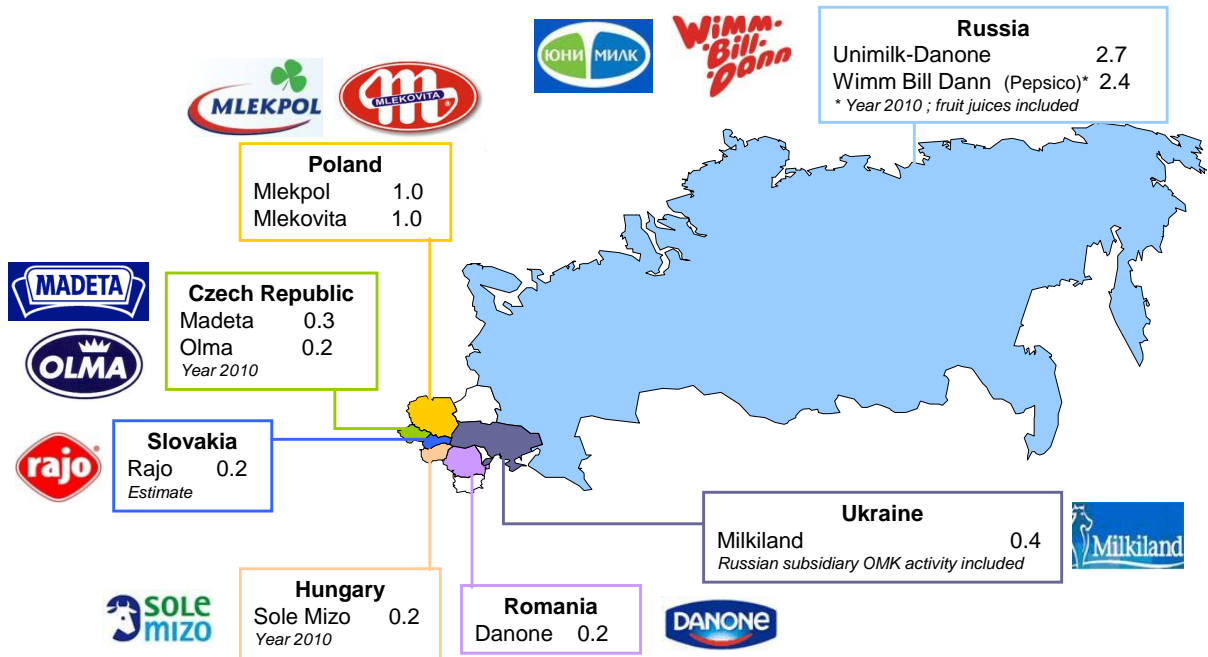 ЮНИ МИЛК
WIMM-
BILL-
DANN
Russia
Unimilk-Danone 2.7
Wimm Bill Dann (Pepsico)* 2.4
* Year 2010 ; fruit juices included
MLEKPOL
MLEKOVITA
Poland
Mlekpol 1.0
Mlekovita 1.0
MADETA
OLMA
Czech Republic
Madeta 0.3
Olma 0.2
Year 2010
rajo
Slovakia
Rajo 0.2
Estimate
Ukraine
Milkiland 0.4
Russian subsidiary OMK activity included
Milkiland
SOLE
MIZO
Hungary
Sole Mizo 0.2
Year 2010
Romania
Danone 0.2
DANONE